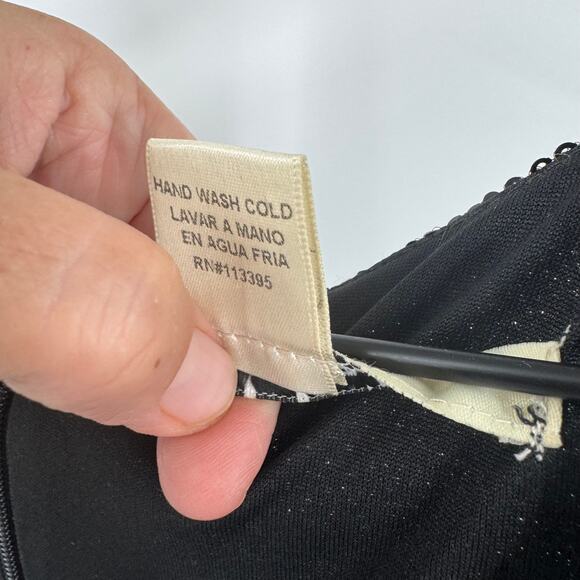 HAND WASH COLD
LAVAR A MANO
EN AGUA FRIA
RN#113395